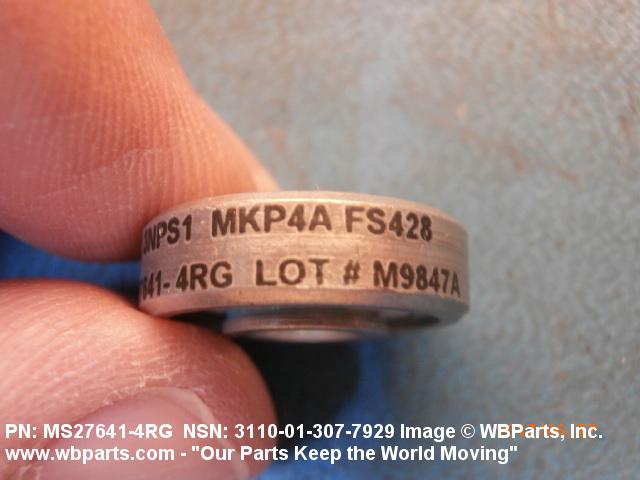 MKP4A FS428
4RG LOT # M9847A
PN: MS27641-4RG NSN: 3110-01-307-7929 Image © WBParts, Inc.
www.wbparts.com - "Our Parts Keep the World Moving"